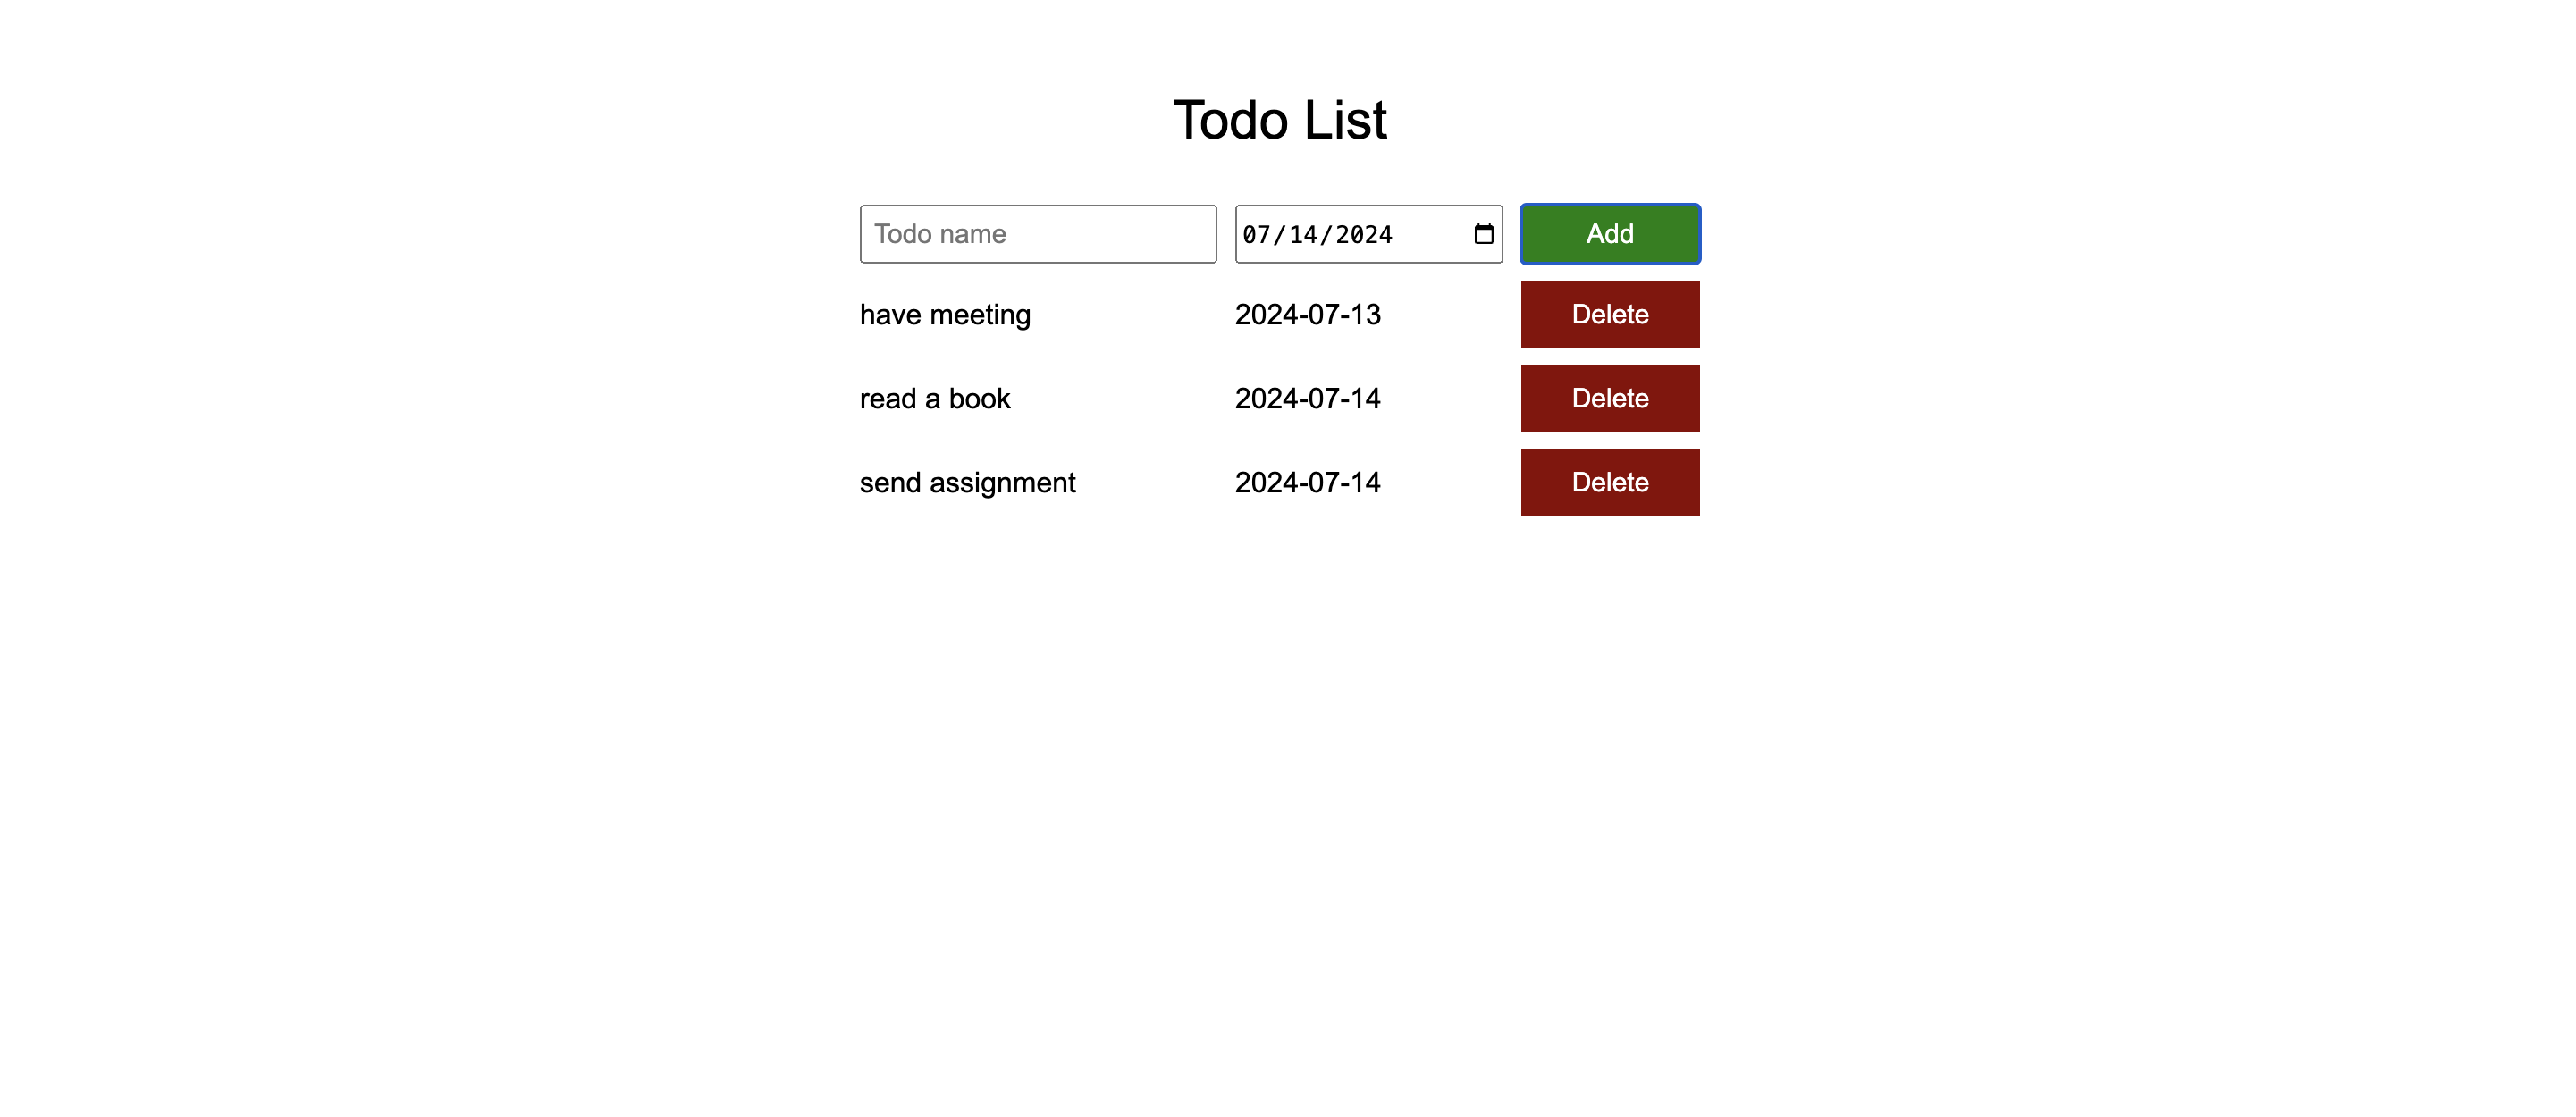 Todo List
Todo name 07/14/2024 Add
have meeting 2024-07-13 Delete
read a book 2024-07-14 Delete
send assignment 2024-07-14 Delete